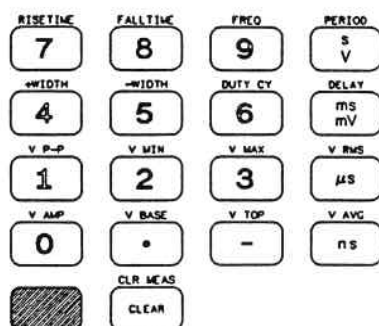 RISETIME FALLTIME FREQ PERIOD
7 8 9 s
V
+WIDTH -WIDTH DUTY CY DELAY
4 5 6 ms
mV
V P-P V MIN V MAX V RMS
1 2 3 µs
V AMP V BASE V TOP V AVG
0 . - ns
CLR MEAS
CLEAR